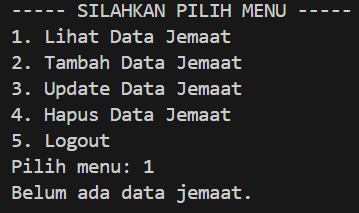 ----- SILAHKAN PILIH MENU -----
1. Lihat Data Jemaat
2. Tambah Data Jemaat
3. Update Data Jemaat
4. Hapus Data Jemaat
5. Logout
Pilih menu: 1
Belum ada data jemaat.